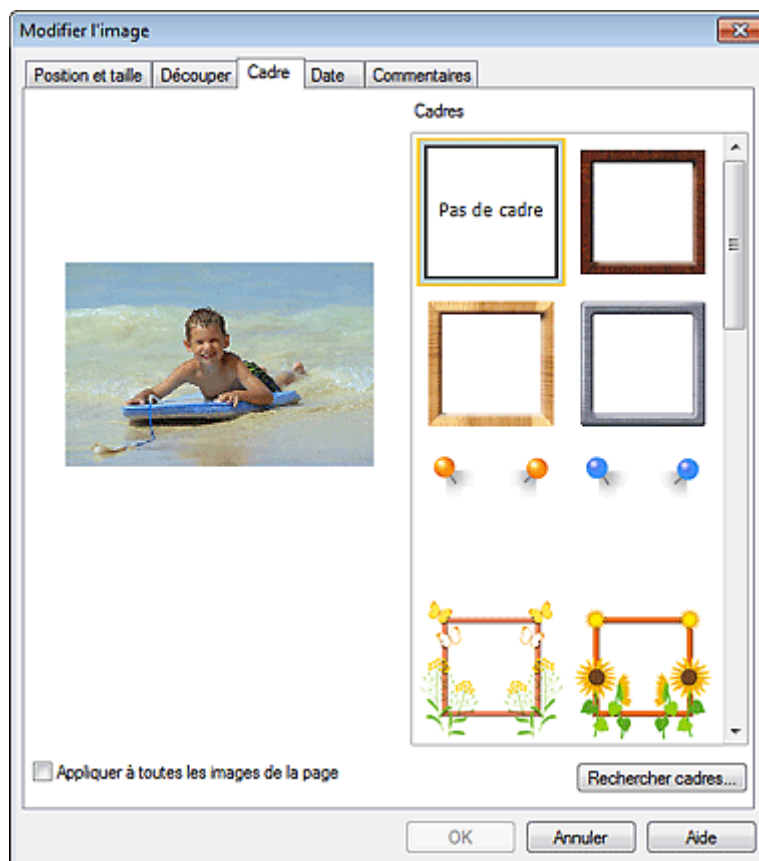 Modifier l'image
Position et taille
Découper
Cadre
Date
Commentaires
Cadres
Pas de cadre
Appliquer à toutes les images de la page
Rechercher cadres...
OK
Annuler
Aide